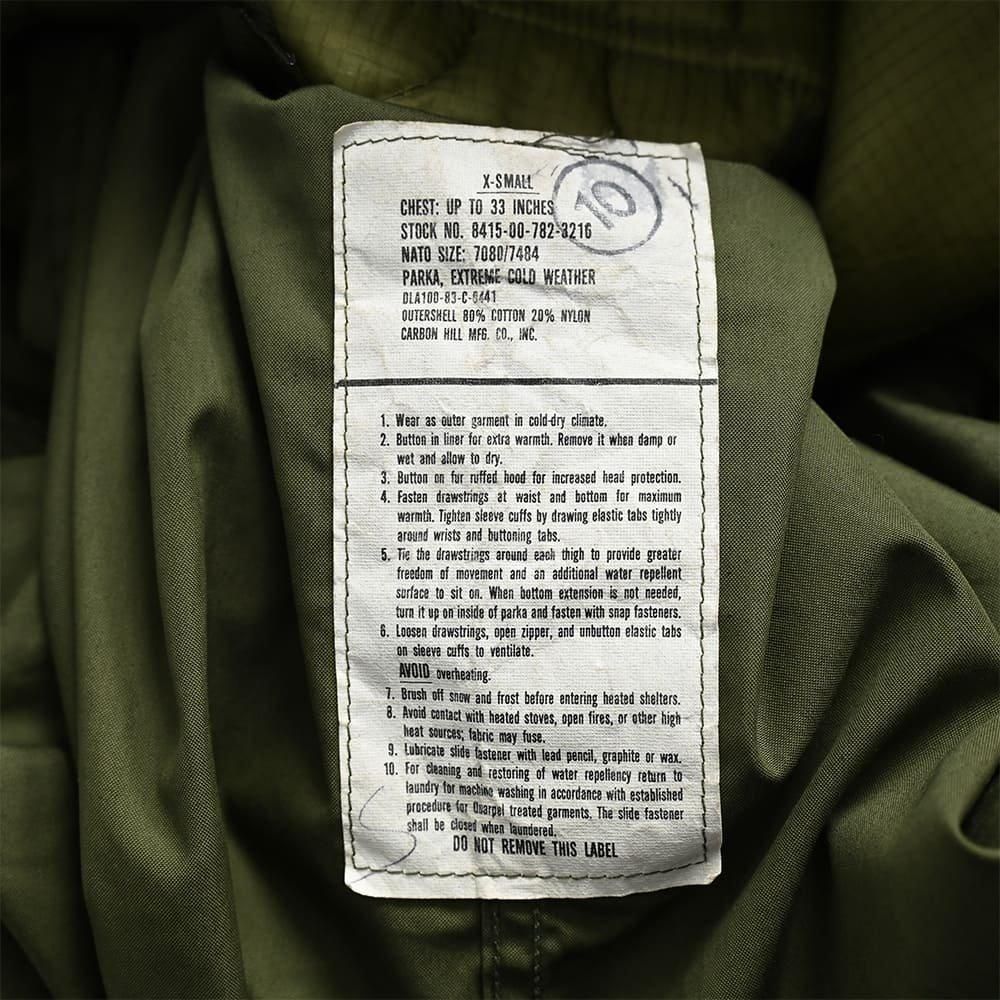 X-SMALL
10
CHEST: UP TO 33 INCHES
STOCK NO. 8415-00-782-3216
NATO SIZE: 7080/7484
PARKA, EXTREME COLD WEATHER
DLA100-83-C-0441
OUTERSHELL 80% COTTON 20% NYLON
CARBON HILL MFG. CO., INC.
1. Wear as outer garment in cold-dry climate.
2. Button in liner for extra warmth. Remove it when damp or
wet and allow to dry.
3. Button on fur ruffed hood for increased head protection.
4. Fasten drawstrings at waist and bottom for maximum
warmth. Tighten sleeve cuffs by drawing elastic tabs tightly
around wrists and buttoning tabs.
5. Tie the drawstrings around each thigh to provide greater
freedom of movement and an additional water repellent
surface to sit on. When bottom extension is not needed,
turn it up on inside of parka and fasten with snap fasteners.
6. Loosen drawstrings, open zipper, and unbutton elastic tabs
on sleeve cuffs to ventilate.
AVOID overheating.
7. Brush off snow and frost before entering heated shelters.
8. Avoid contact with heated stoves, open fires, or other high
heat sources; fabric may fuse.
9. Lubricate slide fastener with lead pencil, graphite or wax.
10. For cleaning and restoring of water repellency return to
laundry for machine washing in accordance with established
procedure for Quarpel treated garments. The slide fastener
shall be closed when laundered.
DO NOT REMOVE THIS LABEL